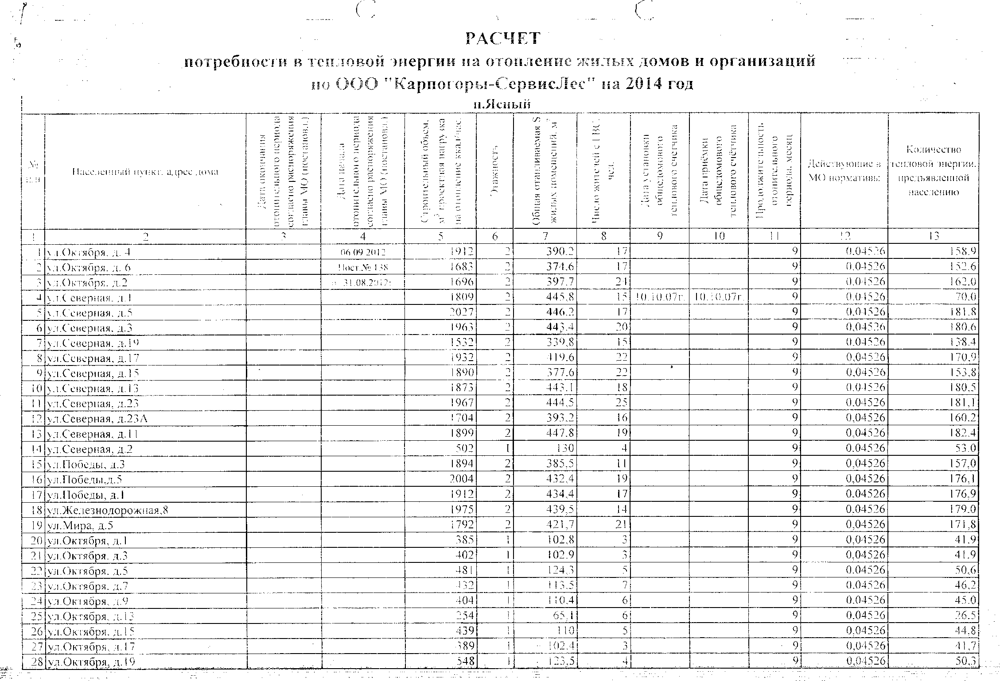 РАСЧЕТ
потребности в тепловой энергии на отопление жилых домов и организаций
по ООО "Карпогоры-СервисЛес" на 2014 год
п.Ясный
№ п.п
Населенный пункт, адрес дома
Дата окончания отопительного периода согласно распоряжения главы МО (постановл.)
Дата начала отопительного периода согласно распоряжения главы МО (постановл.)
Строительный объем, м³ проектная нагрузка на отопление ккал/час.
Этажность
Общая отапливаемая S жилых помещений, м²
Число жителей с ГВС, чел.
Дата установки общедомового теплового счетчика
Дата приёмки общедомового теплового счётчика
Продолжительность отопительного периода, месяц
Действующие в МО нормативы
Количество тепловой энергии, предъявленной населению
1 2 3 4 5 6 7 8 9 10 11 12 13
1 ул.Октября, д. 4 06.09.2012 1912 2 390.2 17 9 0.04526 158.9
2 ул.Октября, д. 6 Пост.№ 138 1683 2 374.6 17 9 0.04526 152.6
3 ул.Октября, д.2 31.08.2012г 1696 2 397.7 24 9 0.04526 162.0
4 ул.Северная, д.1 1809 2 445.8 15 10.10.07г. 10.10.07г. 9 0.04526 70.0
5 ул.Северная, д.5 2027 2 446.2 17 9 0.04526 181.8
6 ул.Северная, д.3 1963 2 443.4 20 9 0,04526 180.6
7 ул.Северная, д.19 1532 2 339,8 15 9 0.04526 138.4
8 ул.Северная, д.17 1932 2 419.6 22 9 0,04526 170,9
9 ул.Северная, д.15 1890 2 377.6 22 9 0,04526 153,8
10 ул.Северная, д.13 1873 2 443.1 18 9 0.04526 180,5
11 ул.Северная, д.23 1967 2 444.5 25 9 0.04526 181,1
12 ул.Северная, д.23А 1704 2 393.2 16 9 0,04526 160.2
13 ул.Северная, д.11 1899 2 447.8 19 9 0,04526 182.4
14 ул.Северная, д.2 502 1 130 4 9 0.04526 53.0
15 ул.Победы, д.3 1894 2 385,5 11 9 0,04526 157,0
16 ул.Победы,д.5 2004 2 432,4 19 9 0,04526 176,1
17 ул.Победы, д.1 1912 2 434,4 17 9 0.04526 176,9
18 ул.Железнодорожная,8 1975 2 439,5 14 9 0.04526 179.0
19 ул.Мира, д.5 1792 2 421,7 21 9 0,04526 171,8
20 ул.Октября, д.1 385 1 102,8 3 9 0,04526 41.9
21 ул.Октября, д.3 402 1 102.9 3 9 0,04526 41.9
22 ул.Октября, д.5 481 1 124.3 5 9 0.04526 50,6
23 ул.Октября, д.7 432 1 113.5 7 9 0,04526 46,2
24 ул.Октября, д.9 404 1 110.4 6 9 0.04526 45.0
25 ул.Октября, д.13 254 1 65,1 6 9 0.04526 26.5
26 ул.Октября, д.15 439 1 110 5 9 0.04526 44,8
27 ул.Октября, д.17 389 1 102.4 3 9 0,04526 41,7
28 ул.Октября, д.19 548 1 123,5 4 9 0,04526 50,3